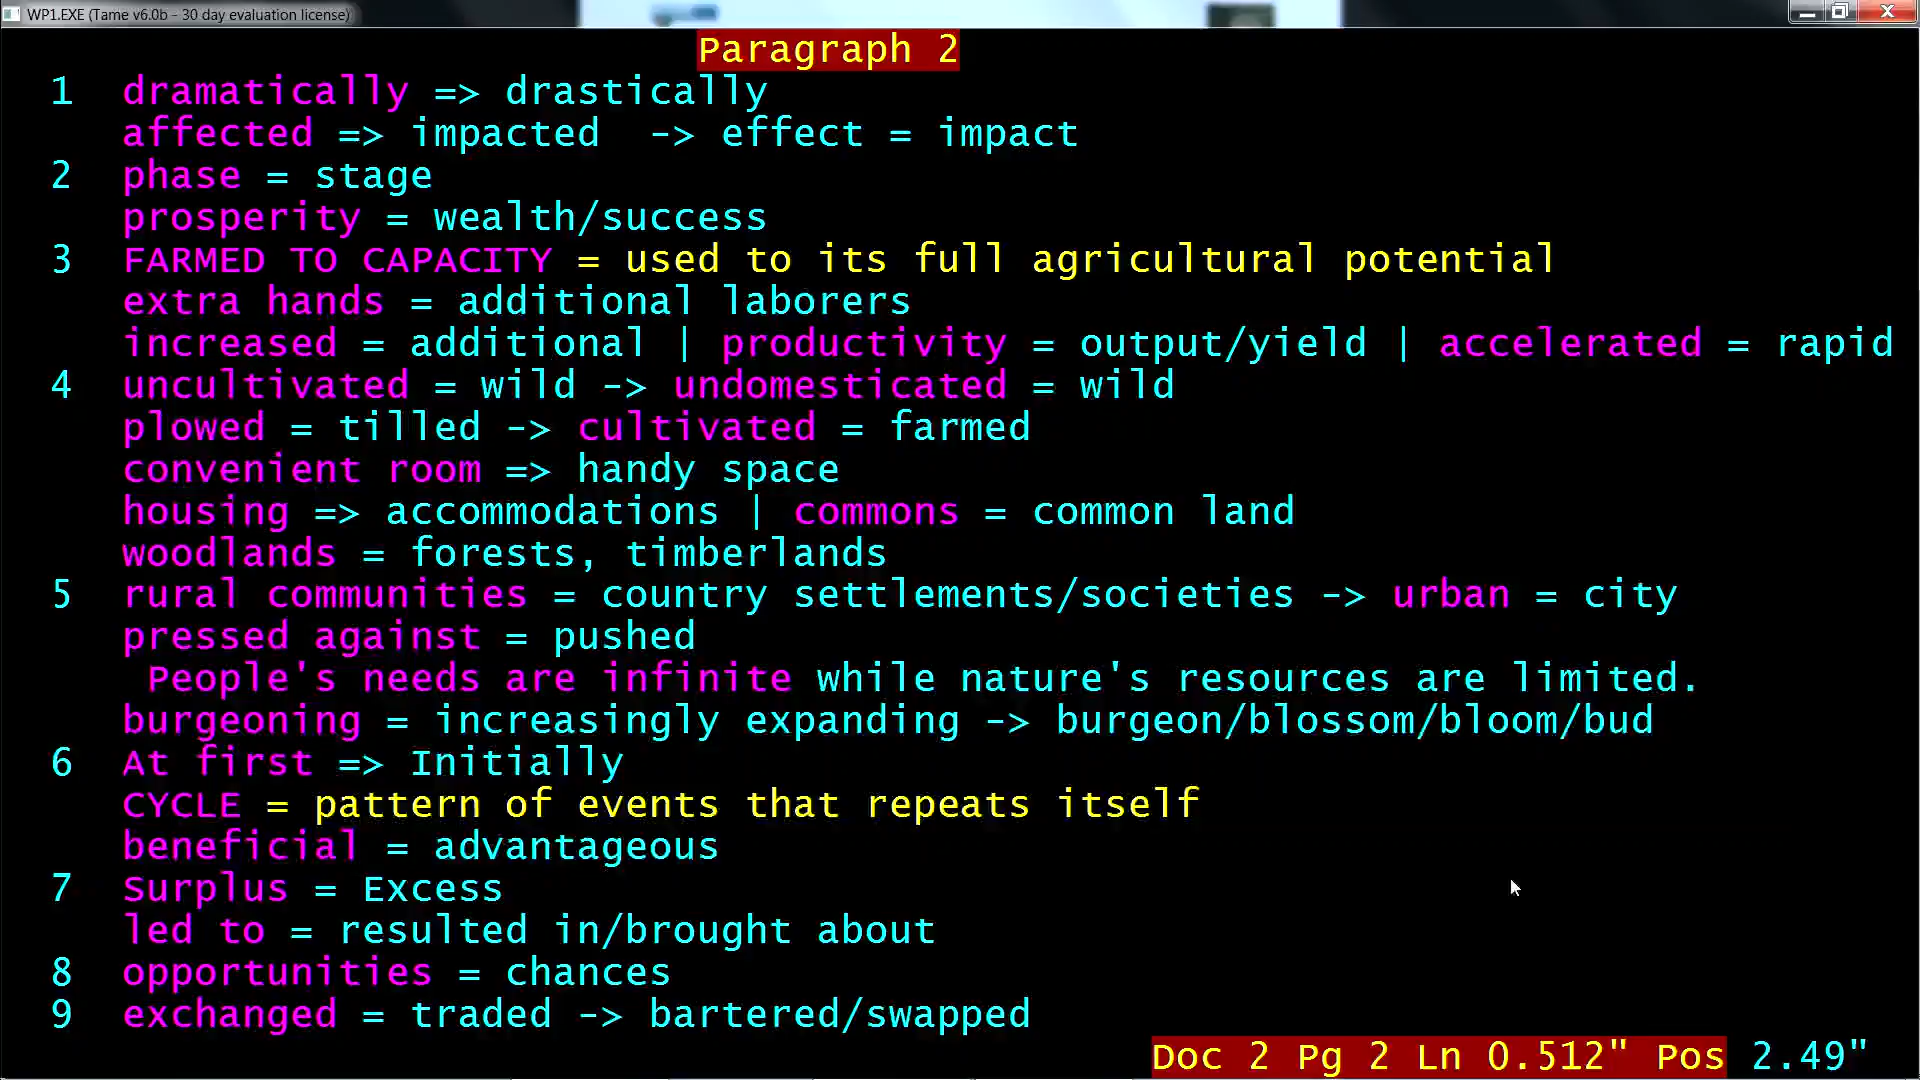 WP1.EXE (Tame v6.0b - 30 day evaluation license)
Paragraph 2
1 dramatically => drastically
affected => impacted -> effect = impact
2 phase = stage
prosperity = wealth/success
3 FARMED TO CAPACITY = used to its full agricultural potential
extra hands = additional laborers
increased = additional | productivity = output/yield | accelerated = rapid
4 uncultivated = wild -> undomesticated = wild
plowed = tilled -> cultivated = farmed
convenient room => handy space
housing => accommodations | commons = common land
woodlands = forests, timberlands
5 rural communities = country settlements/societies -> urban = city
pressed against = pushed
People's needs are infinite while nature's resources are limited.
burgeoning = increasingly expanding -> burgeon/blossom/bloom/bud
6 At first => Initially
CYCLE = pattern of events that repeats itself
beneficial = advantageous
7 Surplus = Excess
led to = resulted in/brought about
8 opportunities = chances
9 exchanged = traded -> bartered/swapped
Doc 2 Pg 2 Ln 0.512" Pos 2.49"